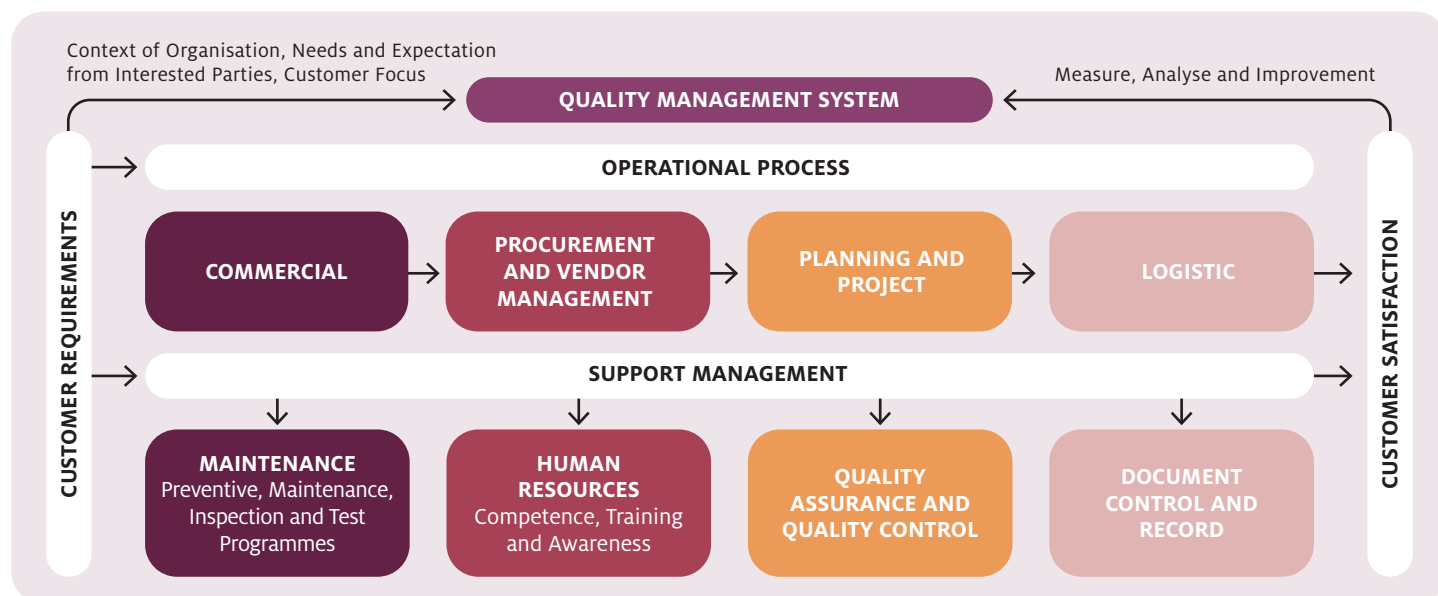 Context of Organisation, Needs and Expectation
from Interested Parties, Customer Focus
Measure, Analyse and Improvement
QUALITY MANAGEMENT SYSTEM
CUSTOMER REQUIREMENTS
OPERATIONAL PROCESS
COMMERCIAL
PROCUREMENT
AND VENDOR
MANAGEMENT
PLANNING AND
PROJECT
LOGISTIC
SUPPORT MANAGEMENT
MAINTENANCE
Preventive, Maintenance,
Inspection and Test
Programmes
HUMAN
RESOURCES
Competence, Training
and Awareness
QUALITY
ASSURANCE AND
QUALITY CONTROL
DOCUMENT
CONTROL AND
RECORD
CUSTOMER SATISFACTION